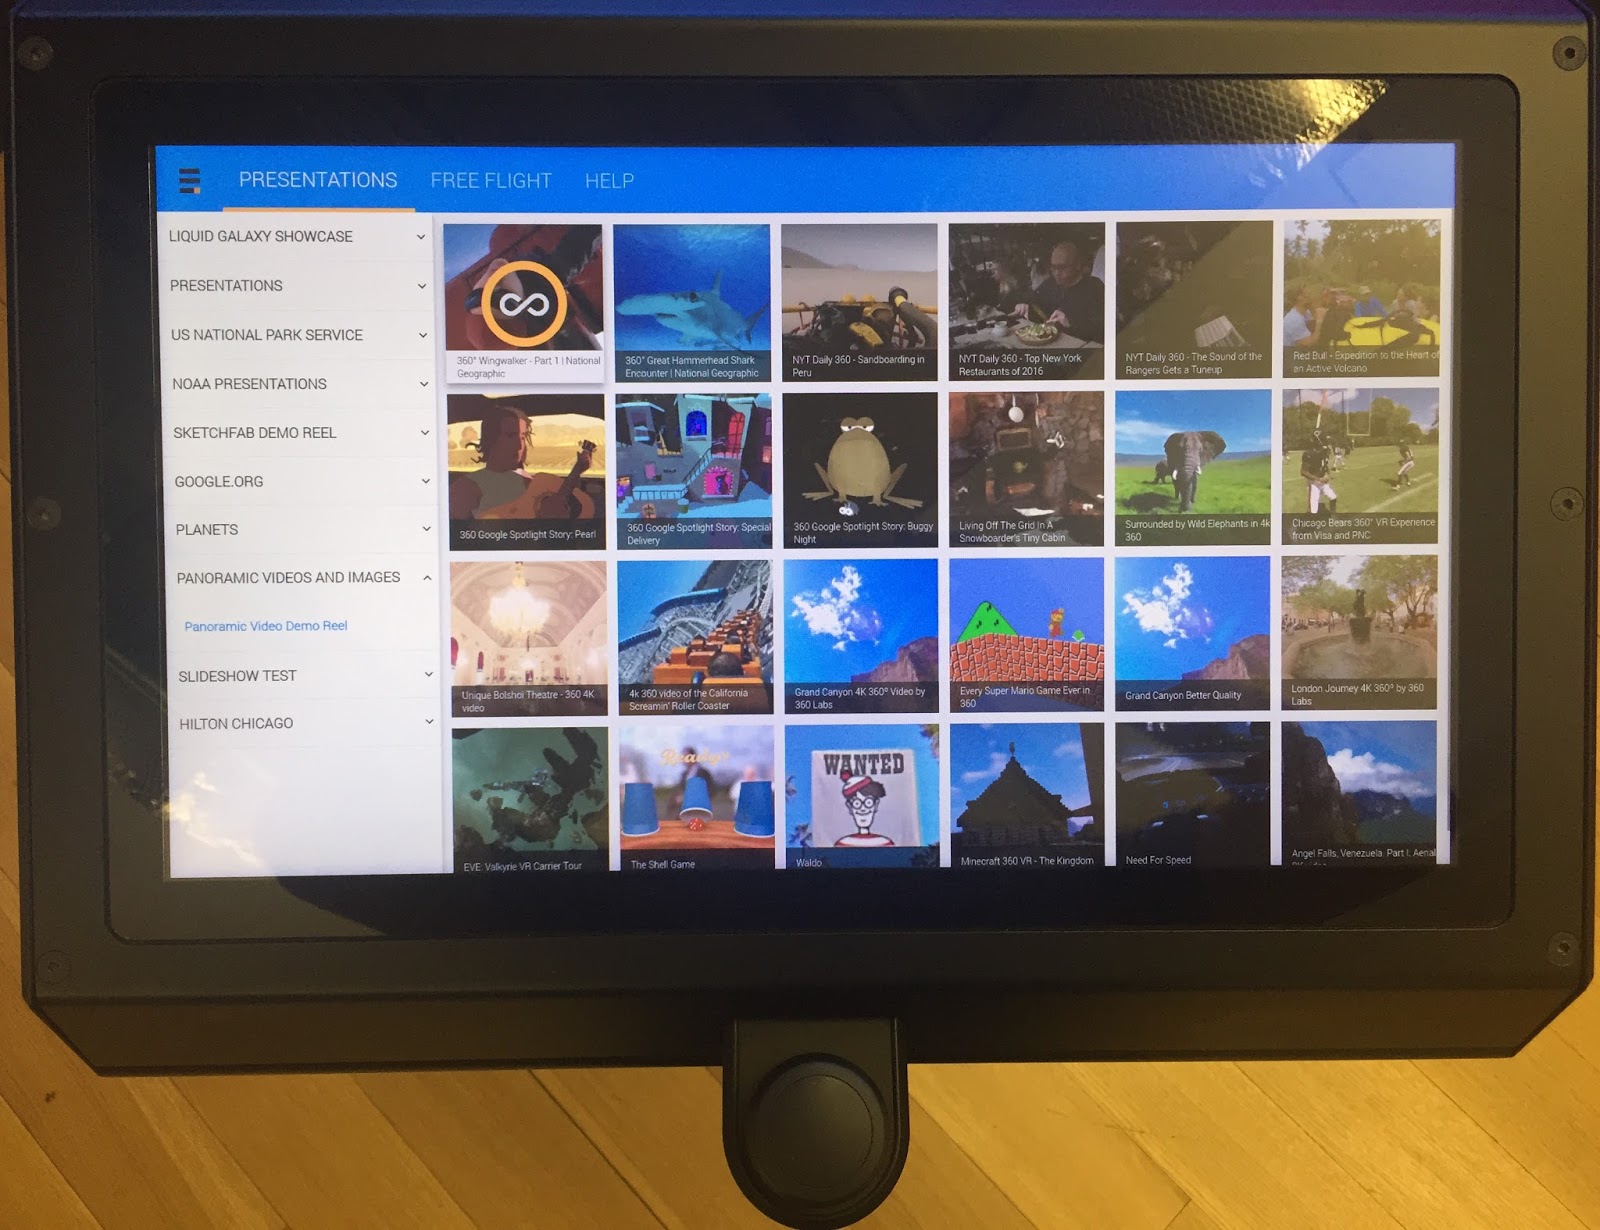 PRESENTATIONS FREE FLIGHT HELP
LIQUID GALAXY SHOWCASE
PRESENTATIONS
US NATIONAL PARK SERVICE
NOAA PRESENTATIONS
SKETCHFAB DEMO REEL
GOOGLE.ORG
PLANETS
PANORAMIC VIDEOS AND IMAGES
Panoramic Video Demo Reel
SLIDESHOW TEST
HILTON CHICAGO
360° Wingwalker - Part 1 | National
Geographic
360° Great Hammerhead Shark
Encounter | National Geographic
NYT Daily 360 - Sandboarding in
Peru
NYT Daily 360 - Top New York
Restaurants of 2016
NYT Daily 360 - The Sound of the
Rangers Gets a Tuneup
Red Bull - Expedition to the Heart of
an Active Volcano
360 Google Spotlight Story: Pearl
360 Google Spotlight Story: Special
Delivery
360 Google Spotlight Story: Buggy
Night
Living Off The Grid In A
Snowboarder's Tiny Cabin
Surrounded by Wild Elephants in 4k
360
Chicago Bears 360° VR Experience
from Visa and PNC
Unique Bolshoi Theatre - 360 4K
video
4k 360 video of the California
Screamin' Roller Coaster
Grand Canyon 4K 360° Video by
360 Labs
Every Super Mario Game Ever in
360
Grand Canyon Better Quality
London Journey 4K 360° by 360
Labs
EVE: Valkyrie VR Carrier Tour
Ready?
The Shell Game
WANTED
Waldo
Minecraft 360 VR - The Kingdom
Need For Speed
Angel Falls, Venezuela. Part I. Aerial